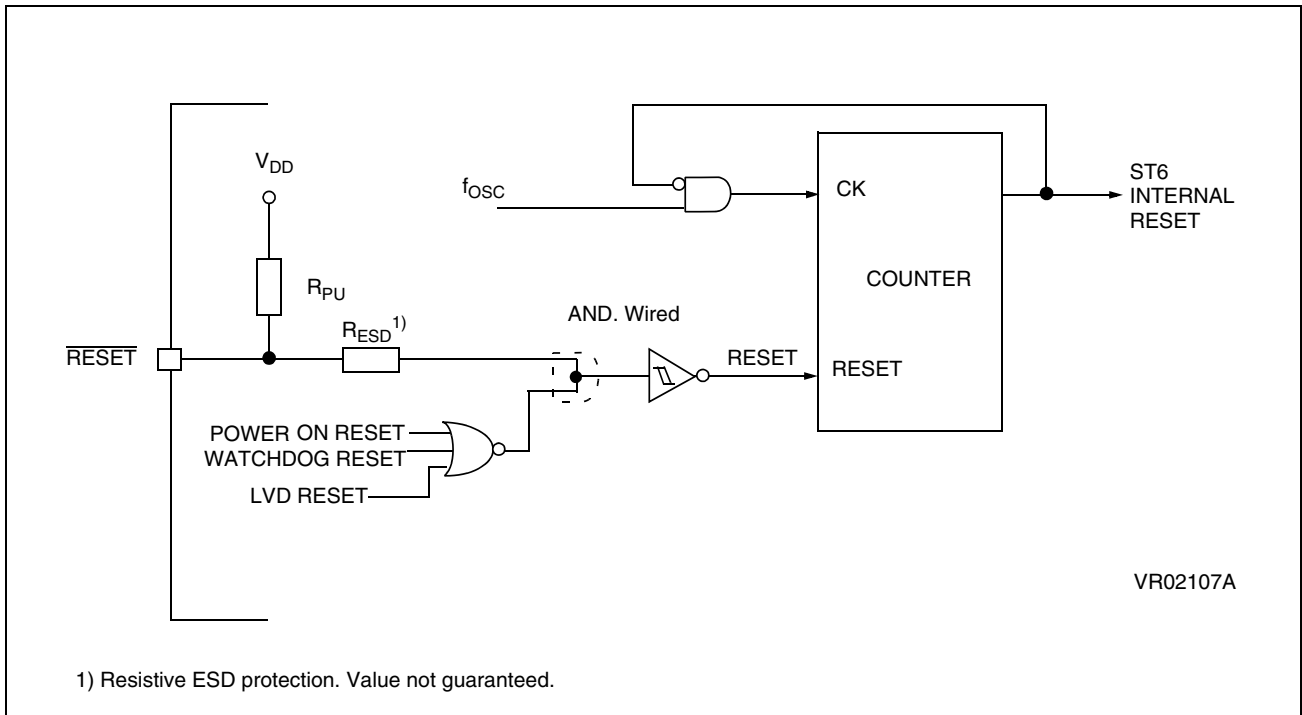 V_DD
f_OSC
CK
ST6
INTERNAL
RESET
COUNTER
R_PU
AND. Wired
R_ESD 1)
RESET
RESET
RESET
POWER ON RESET
WATCHDOG RESET
LVD RESET
VR02107A
1) Resistive ESD protection. Value not guaranteed.